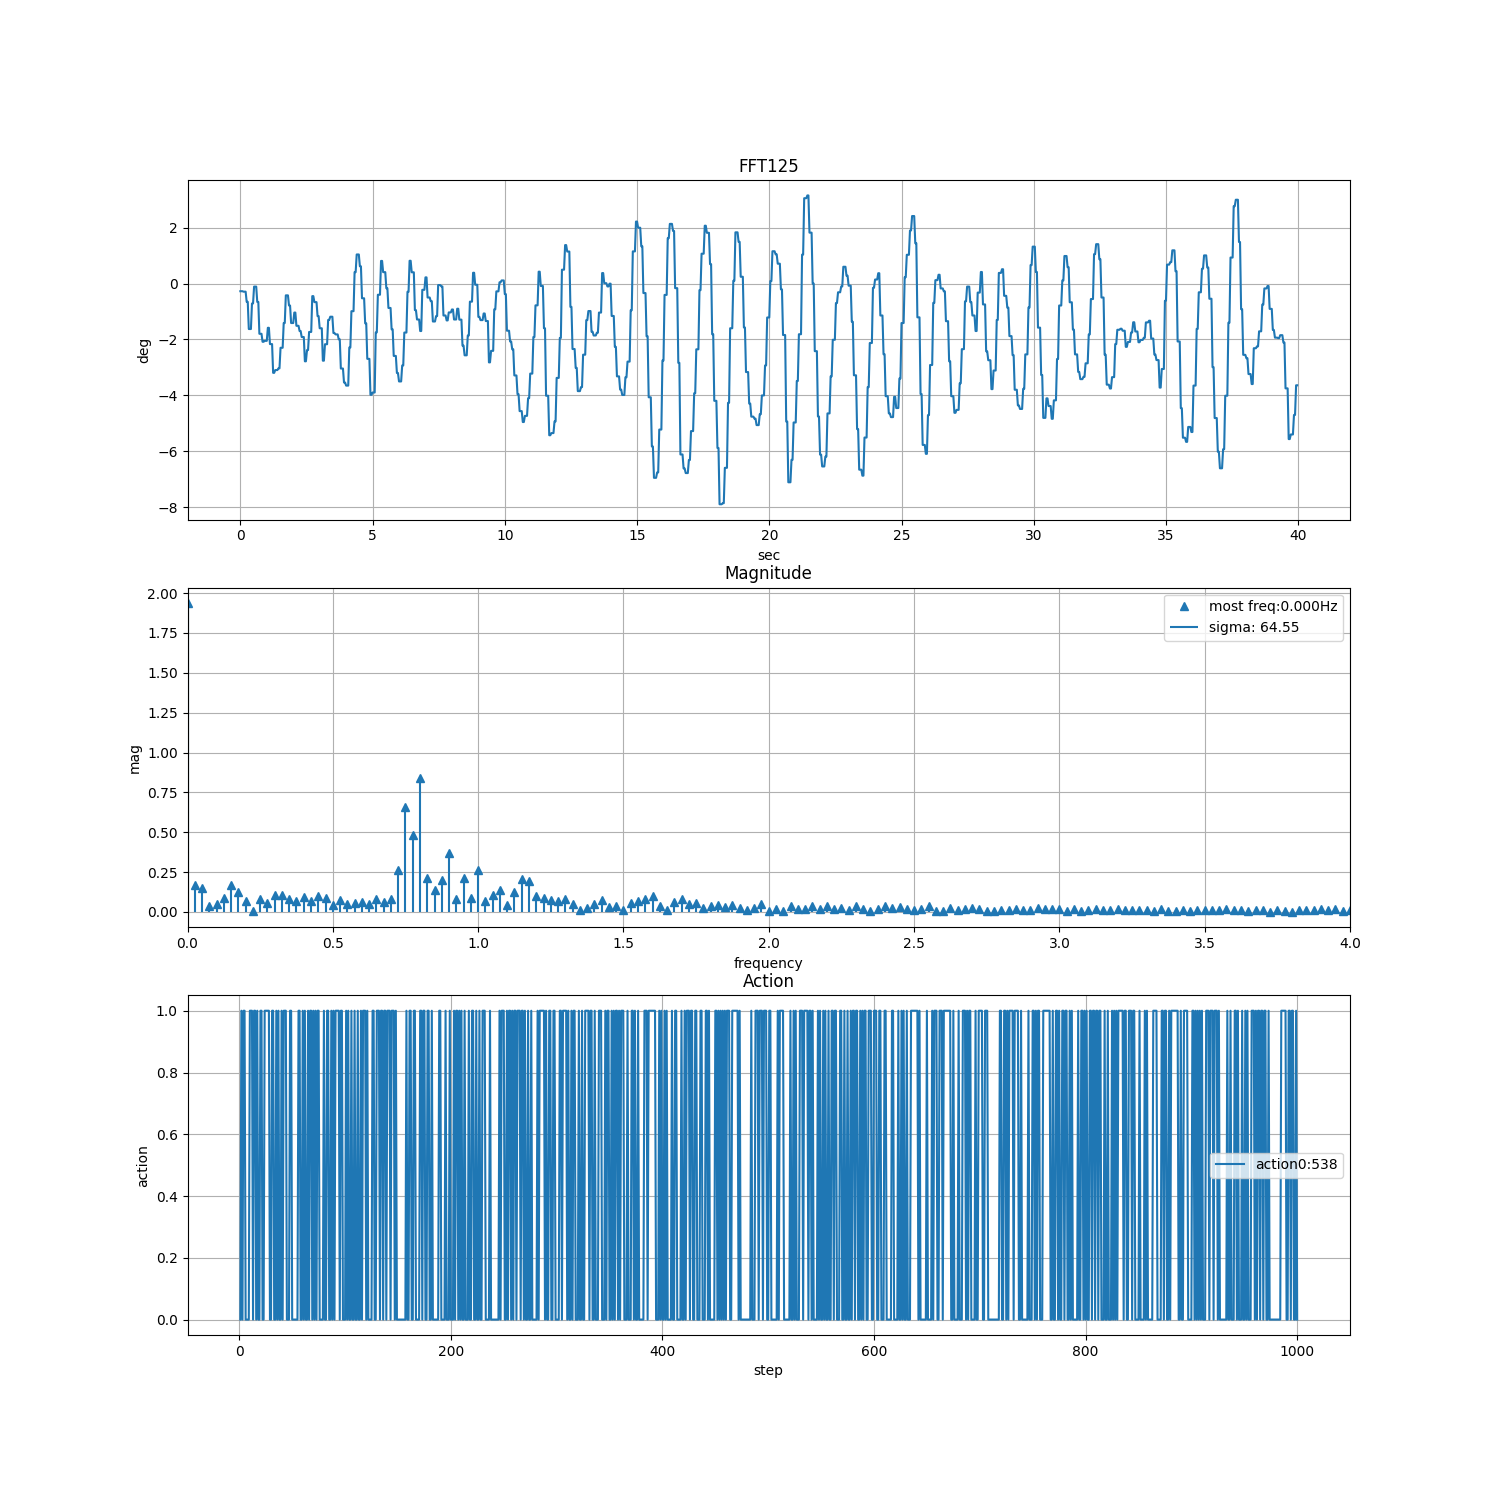 FFT125
deg
2
0
−2
−4
−6
−8
0 5 10 15 20 25 30 35 40
sec
Magnitude
mag
2.00
1.75
1.50
1.25
1.00
0.75
0.50
0.25
0.00
most freq:0.000Hz
sigma: 64.55
0.0 0.5 1.0 1.5 2.0 2.5 3.0 3.5 4.0
frequency
Action
action
1.0
0.8
0.6
0.4
0.2
0.0
action0:538
0 200 400 600 800 1000
step